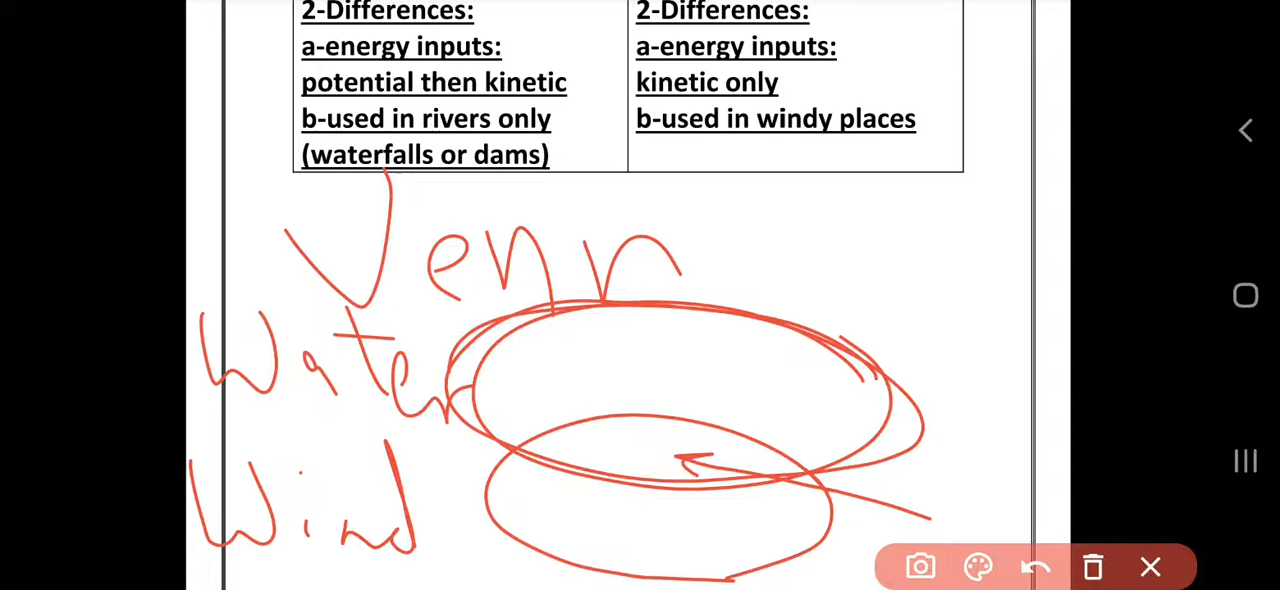 2-Differences:
a-energy inputs:
potential then kinetic
b-used in rivers only
(waterfalls or dams)
2-Differences:
a-energy inputs:
kinetic only
b-used in windy places
Venn
Water
Wind